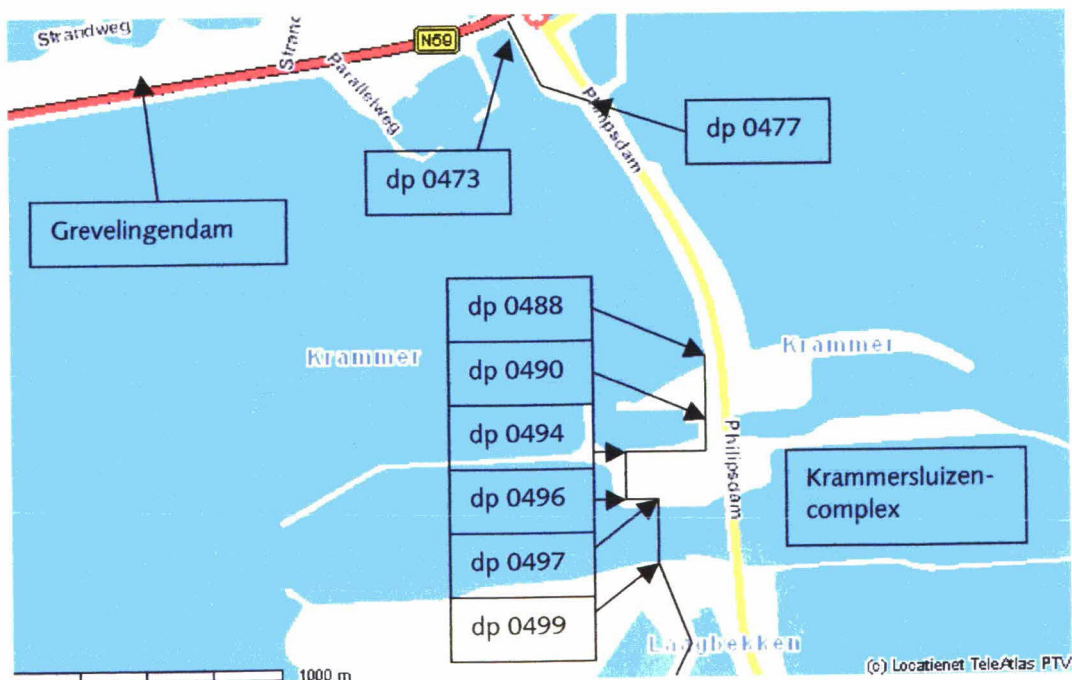 Strandweg
N59
Stranc
Parallelweg
dp 0473
Philipsdam
dp 0477
Grevelingendam
dp 0488
dp 0490
dp 0494
dp 0496
dp 0497
dp 0499
Krammer
Krammer
Philipsdam
Krammersluizen-
complex
Laagbekken
1000 m
(c) Locatienet TeleAtlas PTV